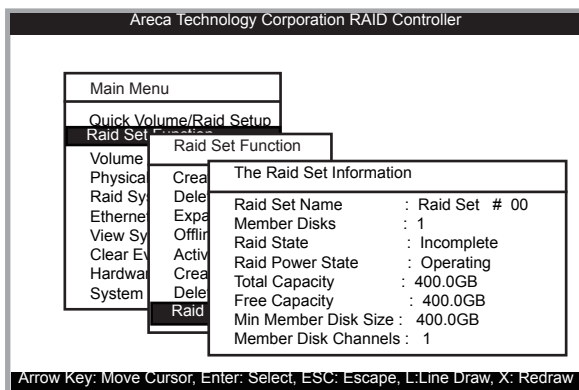 Areca Technology Corporation RAID Controller
Main Menu
Quick Volume/Raid Setup
Raid Set Function
Volume
Physical
Raid Sy
Etherne
View Sy
Clear Ev
Hardwa
System
Raid Set Function
Crea
Dele
Expa
Offlin
Activ
Crea
Dele
Raid
The Raid Set Information
Raid Set Name : Raid Set # 00
Member Disks : 1
Raid State : Incomplete
Raid Power State : Operating
Total Capacity : 400.0GB
Free Capacity : 400.0GB
Min Member Disk Size : 400.0GB
Member Disk Channels : 1
Arrow Key: Move Cursor, Enter: Select, ESC: Escape, L:Line Draw, X: Redraw